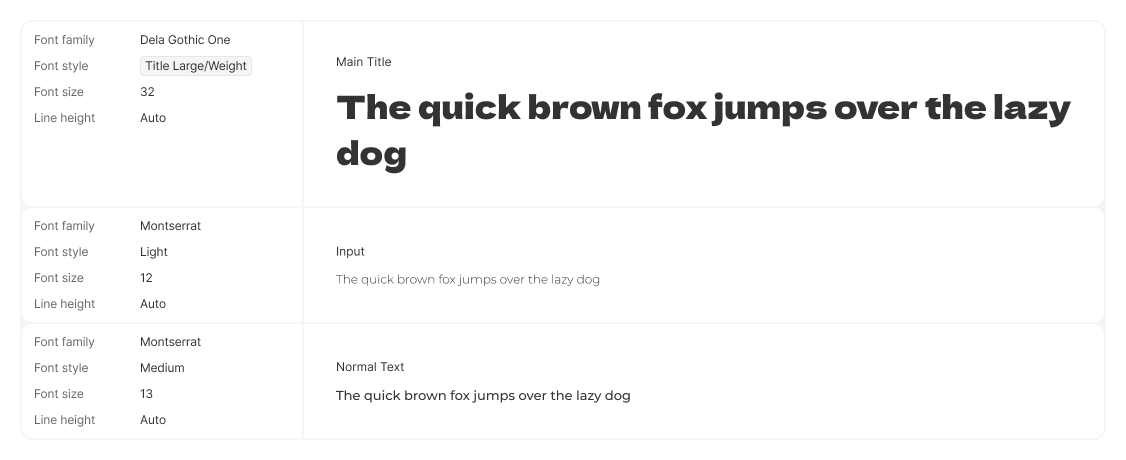 Font family Dela Gothic One
Font style Title Large/Weight
Font size 32
Line height Auto
Main Title
The quick brown fox jumps over the lazy
dog
Font family Montserrat
Font style Light
Font size 12
Line height Auto
Input
The quick brown fox jumps over the lazy dog
Font family Montserrat
Font style Medium
Font size 13
Line height Auto
Normal Text
The quick brown fox jumps over the lazy dog